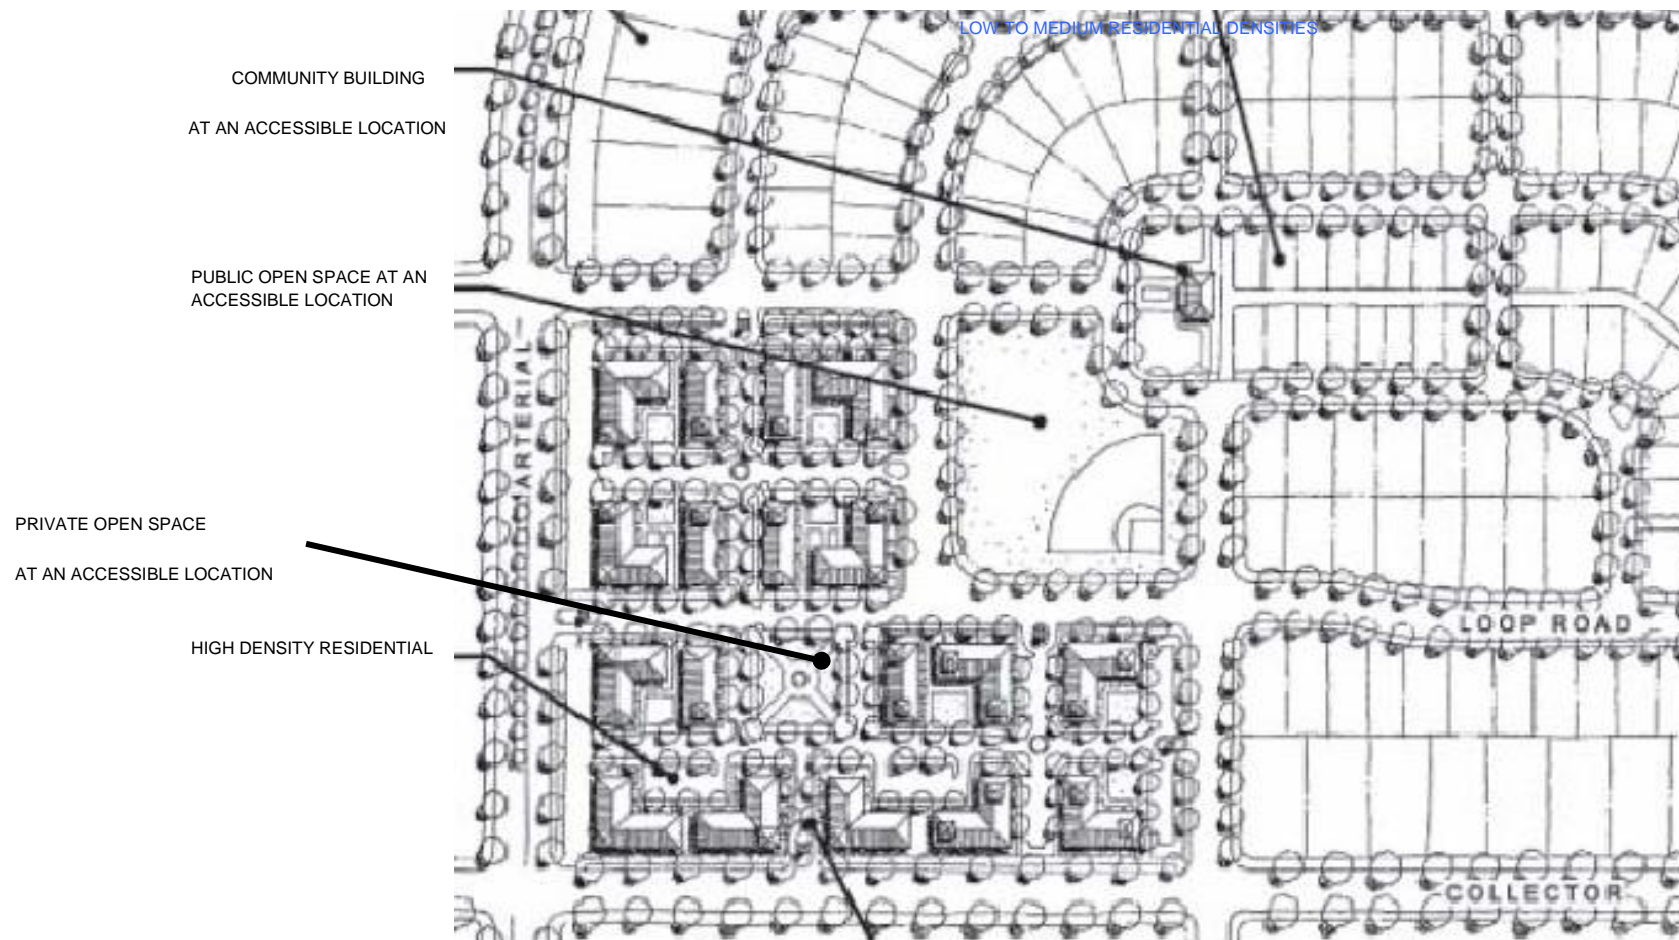 LOW TO MEDIUM RESIDENTIAL DENSITIES
COMMUNITY BUILDING
AT AN ACCESSIBLE LOCATION
PUBLIC OPEN SPACE AT AN
ACCESSIBLE LOCATION
ARTERIAL
PRIVATE OPEN SPACE
AT AN ACCESSIBLE LOCATION
HIGH DENSITY RESIDENTIAL
LOOP ROAD
COLLECTOR